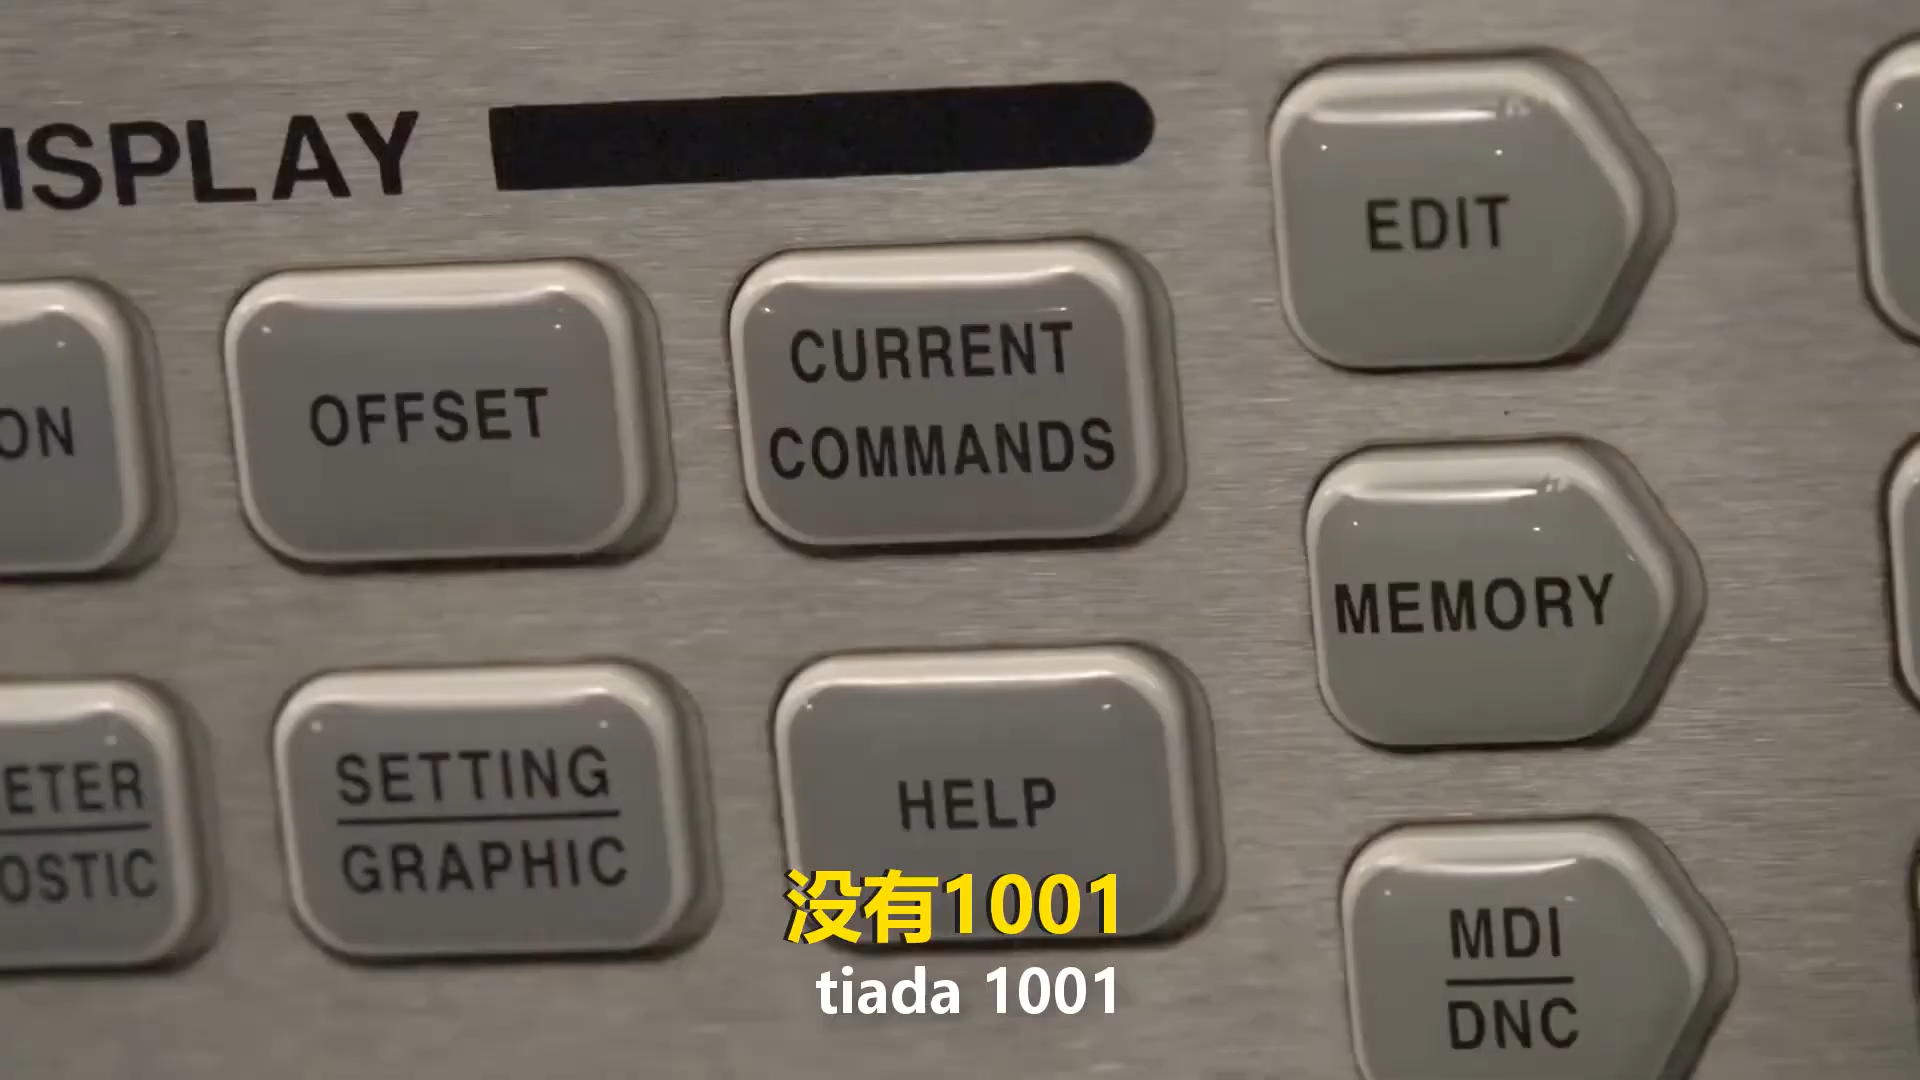 ISPLAY
EDIT
ON
OFFSET
CURRENT
COMMANDS
MEMORY
ETER
OSTIC
SETTING
GRAPHIC
HELP
MDI
DNC
没有1001
tiada 1001